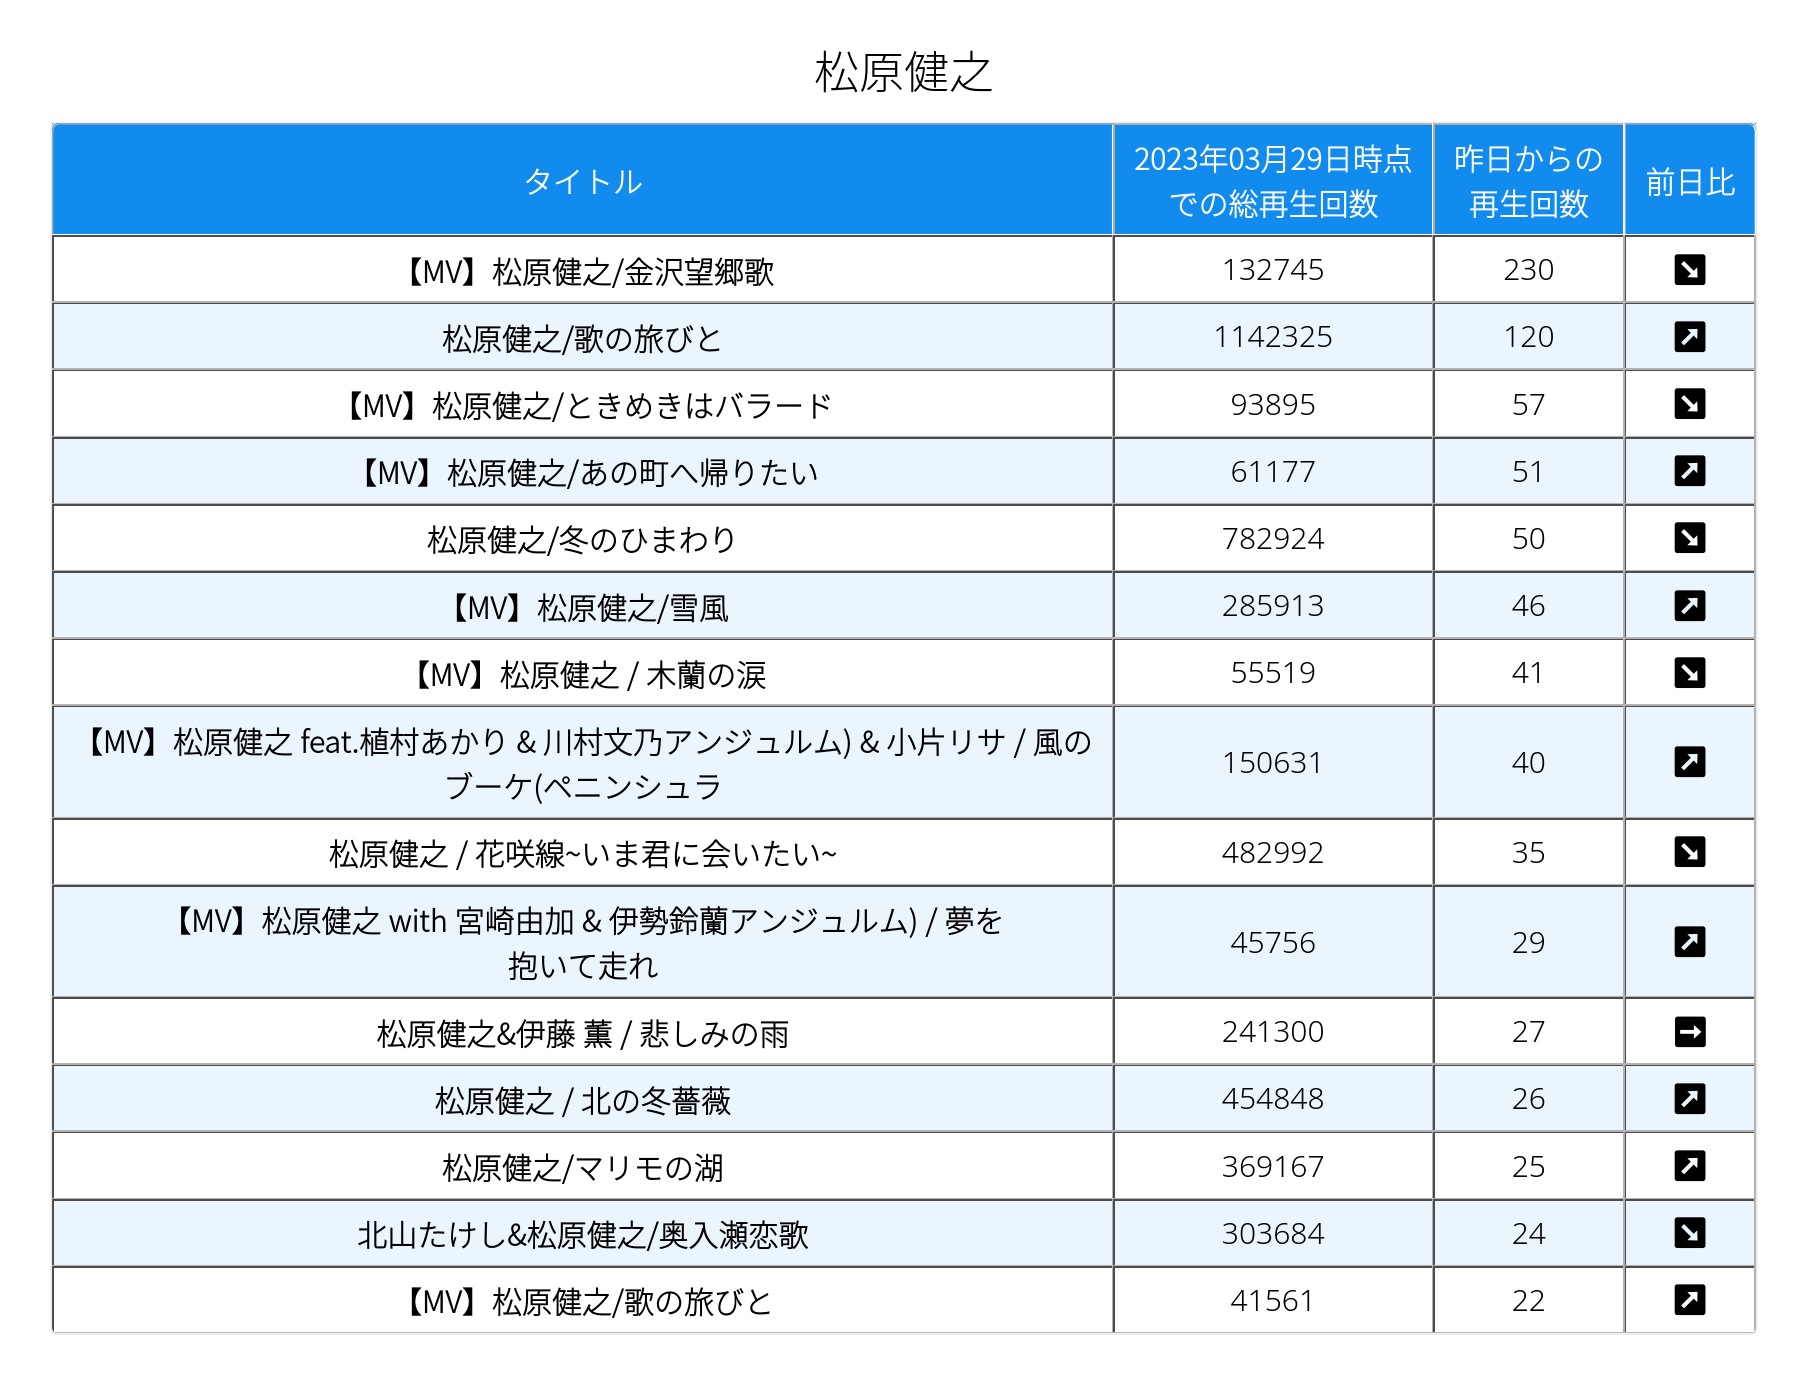 松原健之
タイトル
2023年03月29日時点
での総再生回数
昨日からの
再生回数
前日比
【MV】松原健之/金沢望郷歌 132745 230 ↘
松原健之/歌の旅びと 1142325 120 ↗
【MV】松原健之/ときめきはバラード 93895 57 ↘
【MV】松原健之/あの町へ帰りたい 61177 51 ↗
松原健之/冬のひまわり 782924 50 ↘
【MV】松原健之/雪風 285913 46 ↗
【MV】松原健之 / 木蘭の涙 55519 41 ↘
【MV】松原健之 feat.植村あかり & 川村文乃アンジュルム) & 小片リサ / 風の
ブーケ(ペニンシュラ
150631 40 ↗
松原健之 / 花咲線~いま君に会いたい~ 482992 35 ↘
【MV】松原健之 with 宮崎由加 & 伊勢鈴蘭アンジュルム) / 夢を
抱いて走れ
45756 29 ↗
松原健之&伊藤 薫 / 悲しみの雨 241300 27 →
松原健之 / 北の冬薔薇 454848 26 ↗
松原健之/マリモの湖 369167 25 ↗
北山たけし&松原健之/奥入瀬恋歌 303684 24 ↘
【MV】松原健之/歌の旅びと 41561 22 ↗